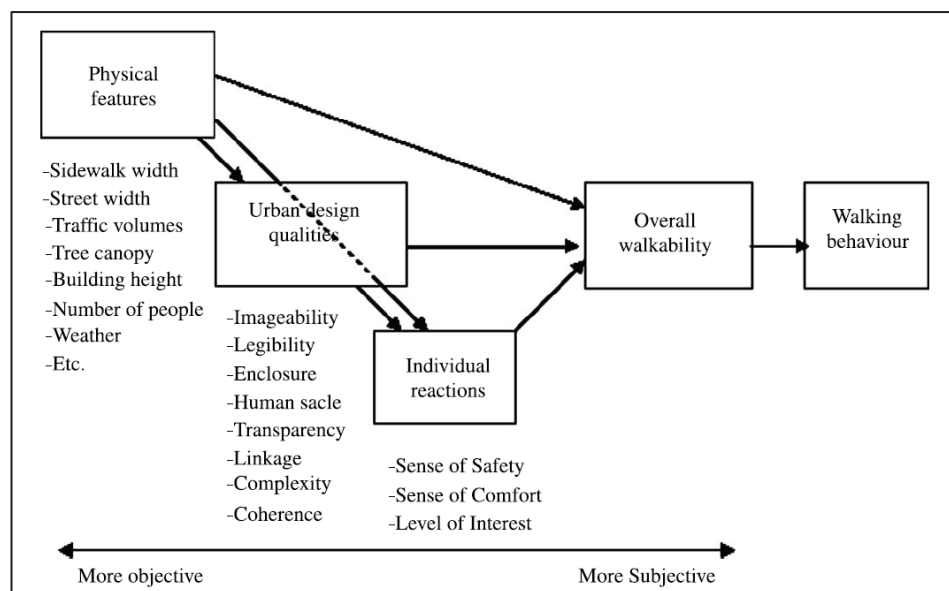 Physical
features
-Sidewalk width
-Street width
-Traffic volumes
-Tree canopy
-Building height
-Number of people
-Weather
-Etc.
Urban design
qualities
-Imageability
-Legibility
-Enclosure
-Human sacle
-Transparency
-Linkage
-Complexity
-Coherence
Individual
reactions
-Sense of Safety
-Sense of Comfort
-Level of Interest
Overall
walkability
Walking
behaviour
More objective
More Subjective